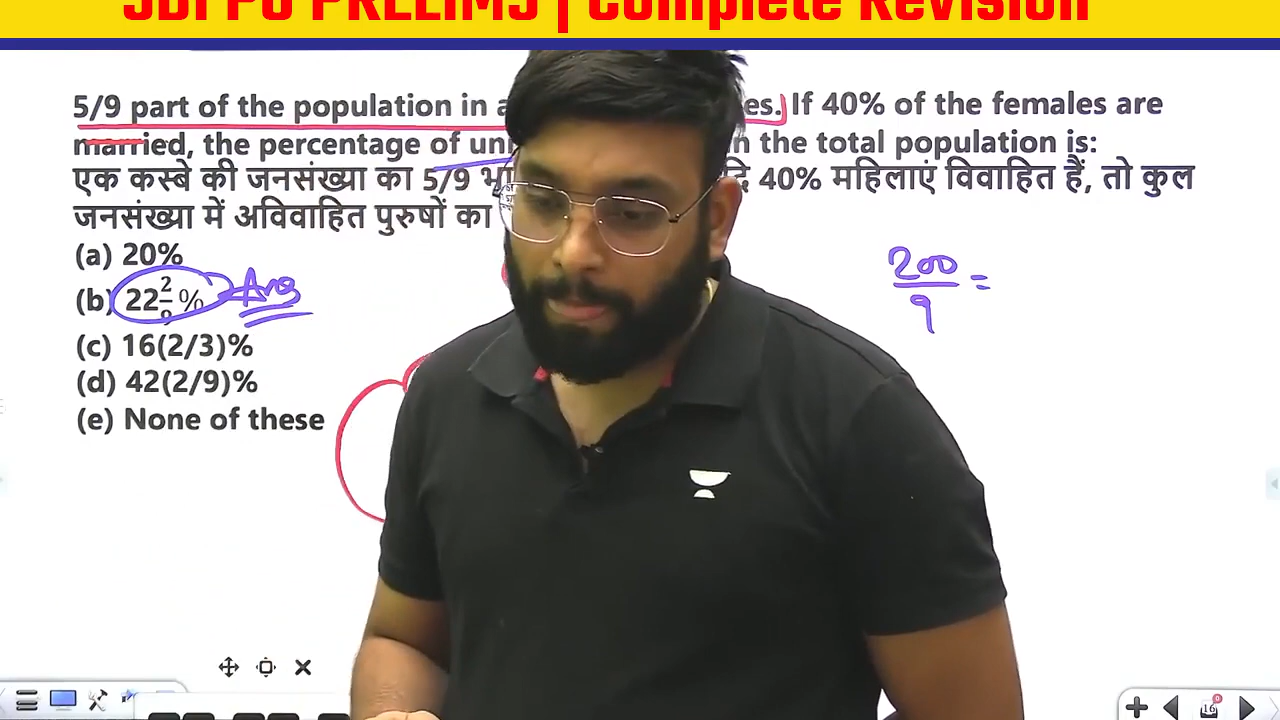 SBI PO PRELIMS | Complete Revision
5/9 part of the population in a es. If 40% of the females are
married, the percentage of un n the total population is:
एक कस्बे की जनसंख्या का 5/9 40% महिलाएं विवाहित हैं, तो कुल
जनसंख्या में अविवाहित पुरुषों का
(a) 20%
(b) 22 2/9 % Ans
200/9 =
(c) 16(2/3)%
(d) 42(2/9)%
(e) None of these
16